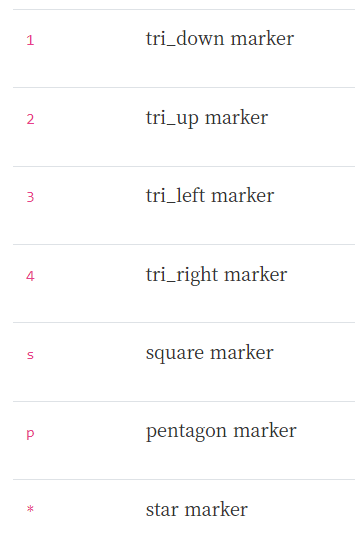 1 tri_down marker
2 tri_up marker
3 tri_left marker
4 tri_right marker
s square marker
p pentagon marker
* star marker